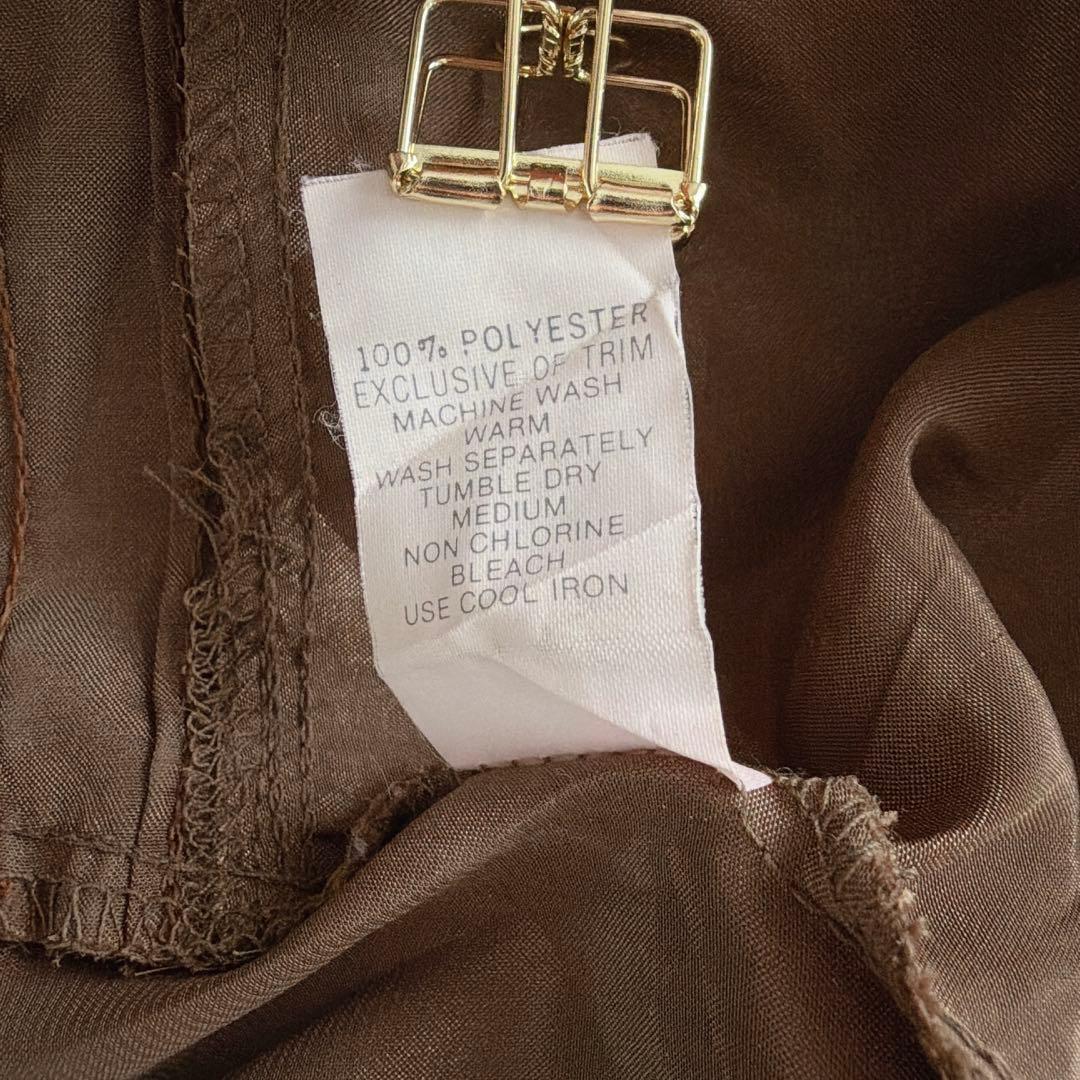 100% POLYESTER
EXCLUSIVE OF TRIM
MACHINE WASH
WARM
WASH SEPARATELY
TUMBLE DRY
MEDIUM
NON CHLORINE
BLEACH
USE COOL IRON